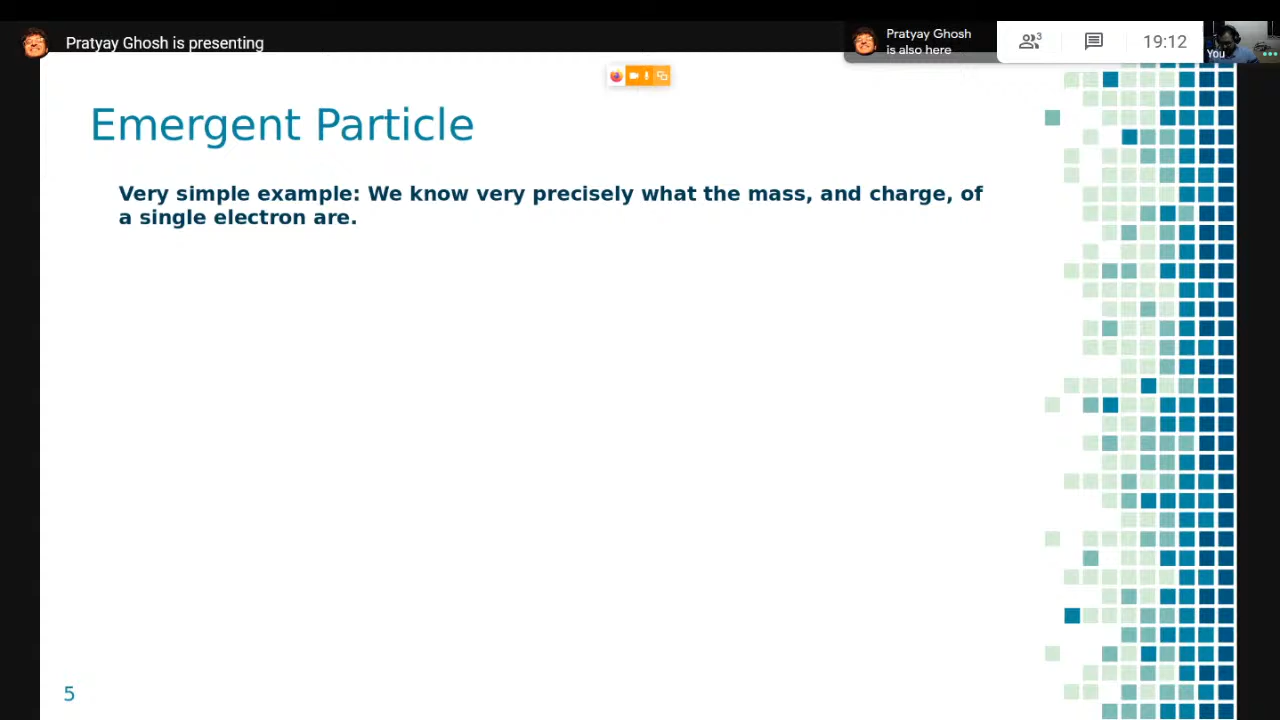 Pratyay Ghosh is presenting
Pratyay Ghosh
is also here
3
19:12
You
Emergent Particle
Very simple example: We know very precisely what the mass, and charge, of
a single electron are.
5